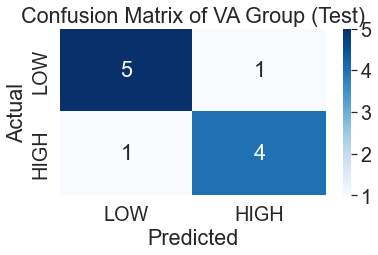 Confusion Matrix of VA Group (Test)
Actual
LOW
HIGH
5
1
1
4
LOW
HIGH
Predicted
5
4
3
2
1